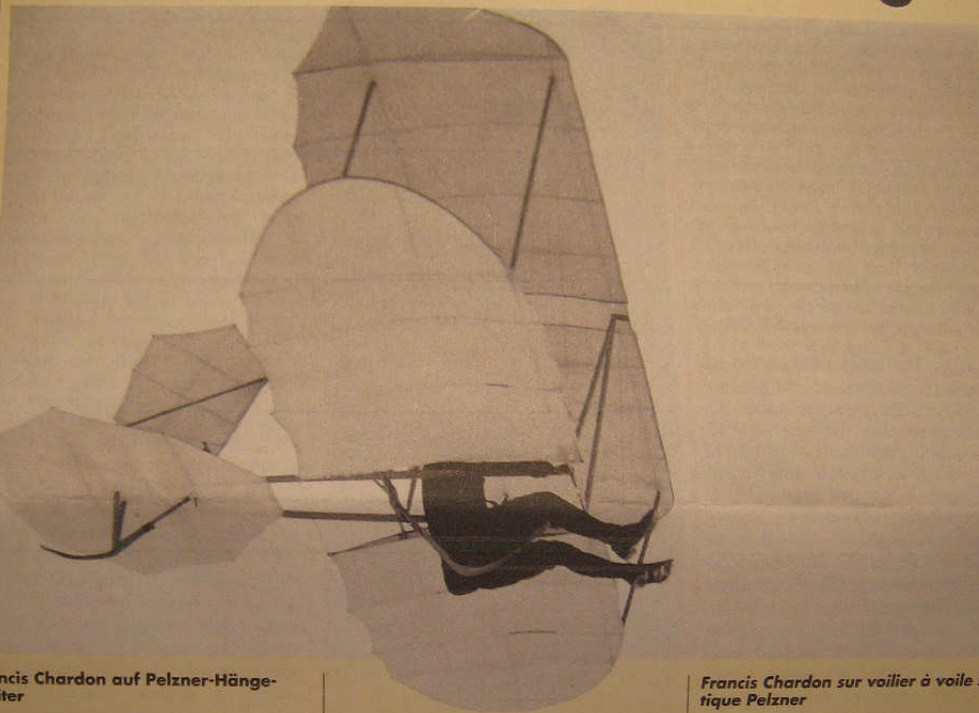 ncis Chardon auf Pelzner-Hänge-
iter
Francis Chardon sur voilier à voile
tique Pelzner